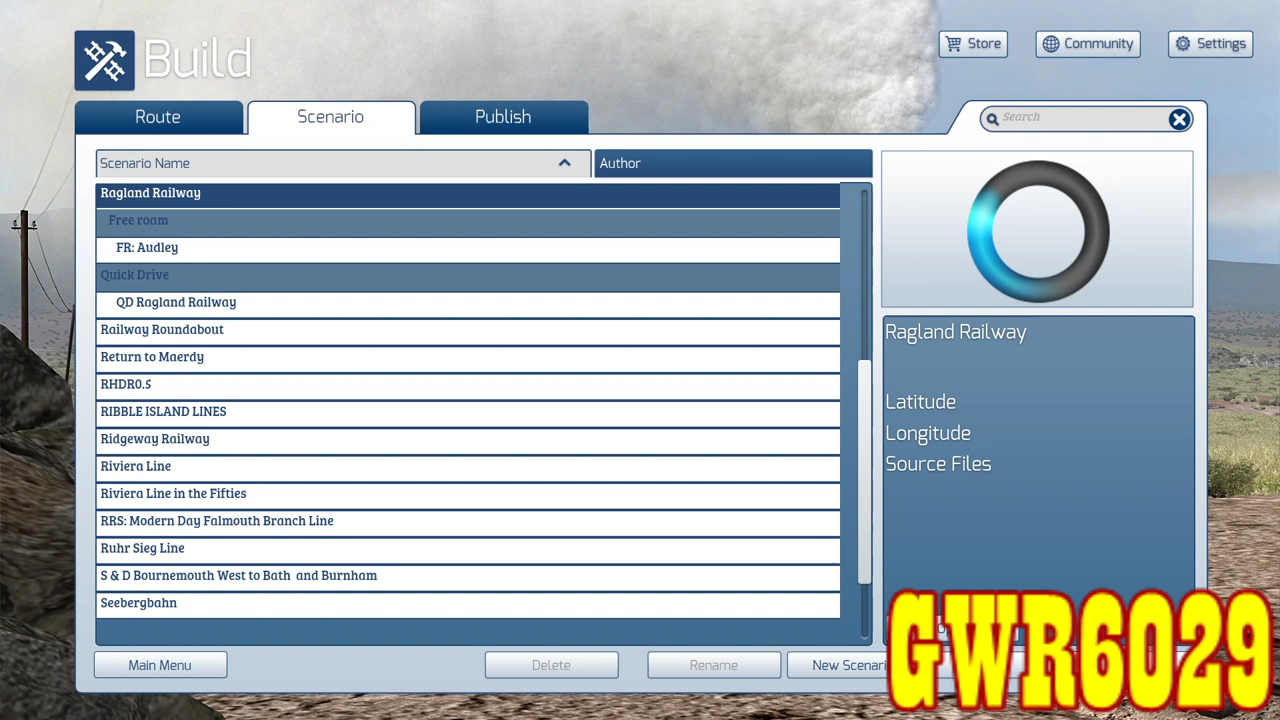 Build
Store
Community
Settings
Route
Scenario
Publish
Search
Scenario Name
Author
Ragland Railway
Free roam
FR: Audley
Quick Drive
QD Ragland Railway
Railway Roundabout
Return to Maerdy
RHDR0.5
RIBBLE ISLAND LINES
Ridgeway Railway
Riviera Line
Riviera Line in the Fifties
RRS: Modern Day Falmouth Branch Line
Ruhr Sieg Line
S & D Bournemouth West to Bath and Burnham
Seebergbahn
Ragland Railway
Latitude
Longitude
Source Files
Main Menu
Delete
Rename
New Scenari
GWR6029